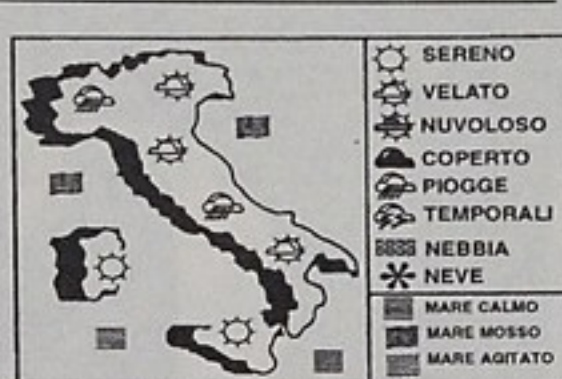 SERENO
VELATO
NUVOLOSO
COPERTO
PIOGGE
TEMPORALI
NEBBIA
NEVE
MARE CALMO
MARE MOSSO
MARE AGITATO